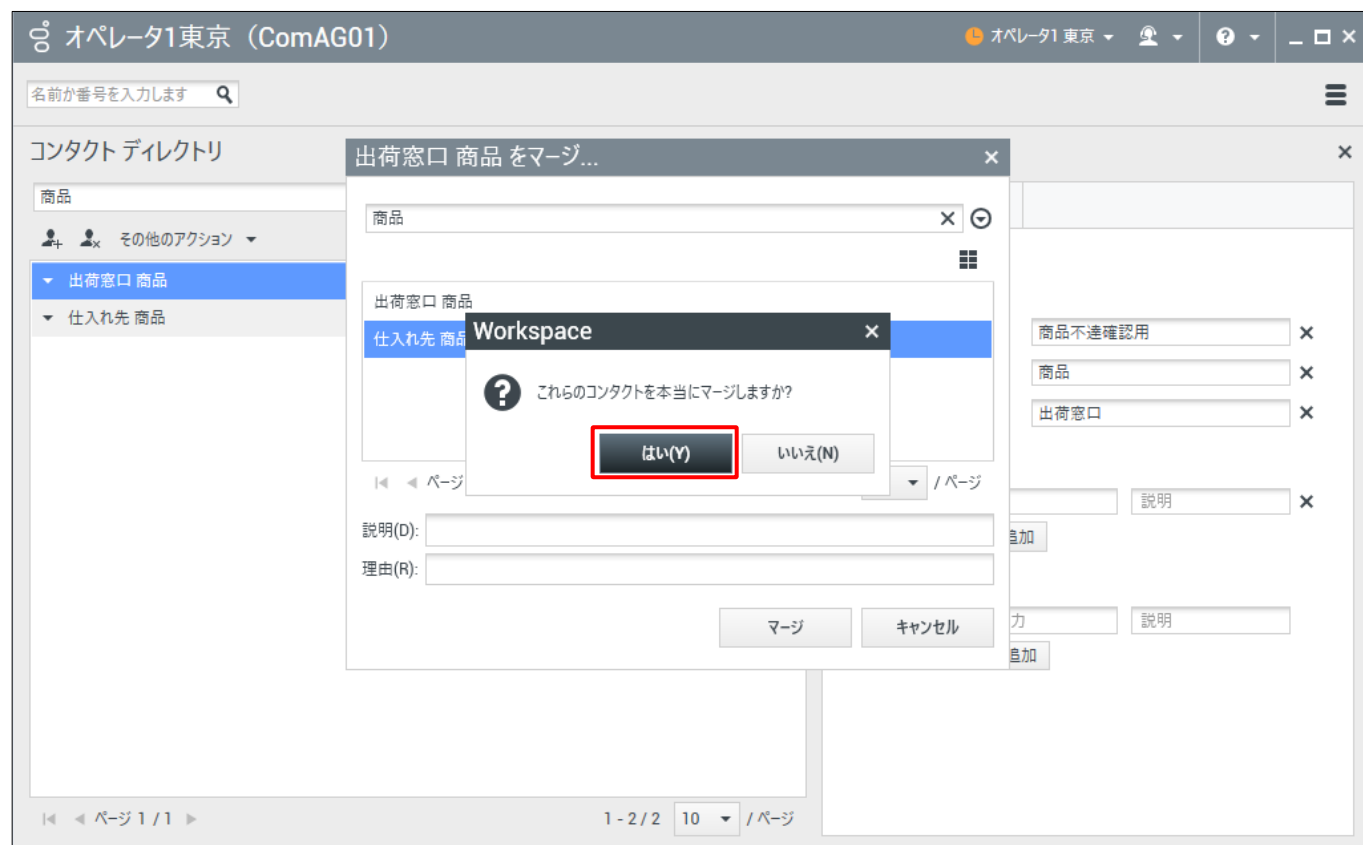 オペレータ1東京（ComAG01）
オペレータ1 東京
名前か番号を入力します
コンタクト ディレクトリ
商品
その他のアクション
出荷窓口 商品
仕入れ先 商品
出荷窓口 商品 をマージ...
商品
出荷窓口 商品
仕入れ先 商品
Workspace
これらのコンタクトを本当にマージしますか?
はい(Y)
いいえ(N)
ページ
/ ページ
説明(D):
理由(R):
マージ
キャンセル
商品不達確認用
商品
出荷窓口
説明
追加
力
説明
追加
ページ 1 / 1
1 - 2 / 2
10
/ ページ